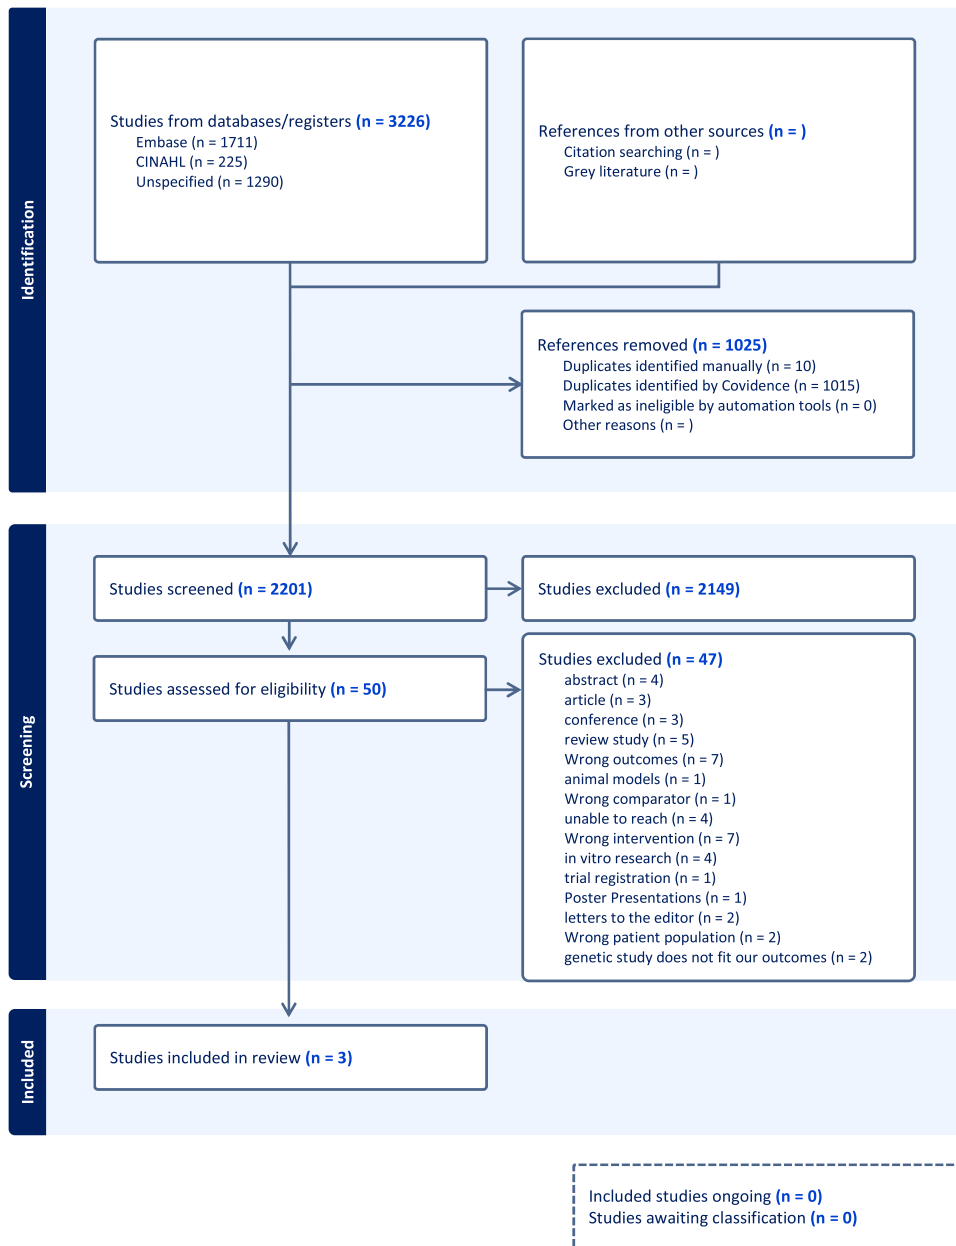 Identification
Studies from databases/registers (n = 3226)
Embase (n = 1711)
CINAHL (n = 225)
Unspecified (n = 1290)
References from other sources (n = )
Citation searching (n = )
Grey literature (n = )
References removed (n = 1025)
Duplicates identified manually (n = 10)
Duplicates identified by Covidence (n = 1015)
Marked as ineligible by automation tools (n = 0)
Other reasons (n = )
Screening
Studies screened (n = 2201)
Studies excluded (n = 2149)
Studies assessed for eligibility (n = 50)
Studies excluded (n = 47)
abstract (n = 4)
article (n = 3)
conference (n = 3)
review study (n = 5)
Wrong outcomes (n = 7)
animal models (n = 1)
Wrong comparator (n = 1)
unable to reach (n = 4)
Wrong intervention (n = 7)
in vitro research (n = 4)
trial registration (n = 1)
Poster Presentations (n = 1)
letters to the editor (n = 2)
Wrong patient population (n = 2)
genetic study does not fit our outcomes (n = 2)
Included
Studies included in review (n = 3)
Included studies ongoing (n = 0)
Studies awaiting classification (n = 0)